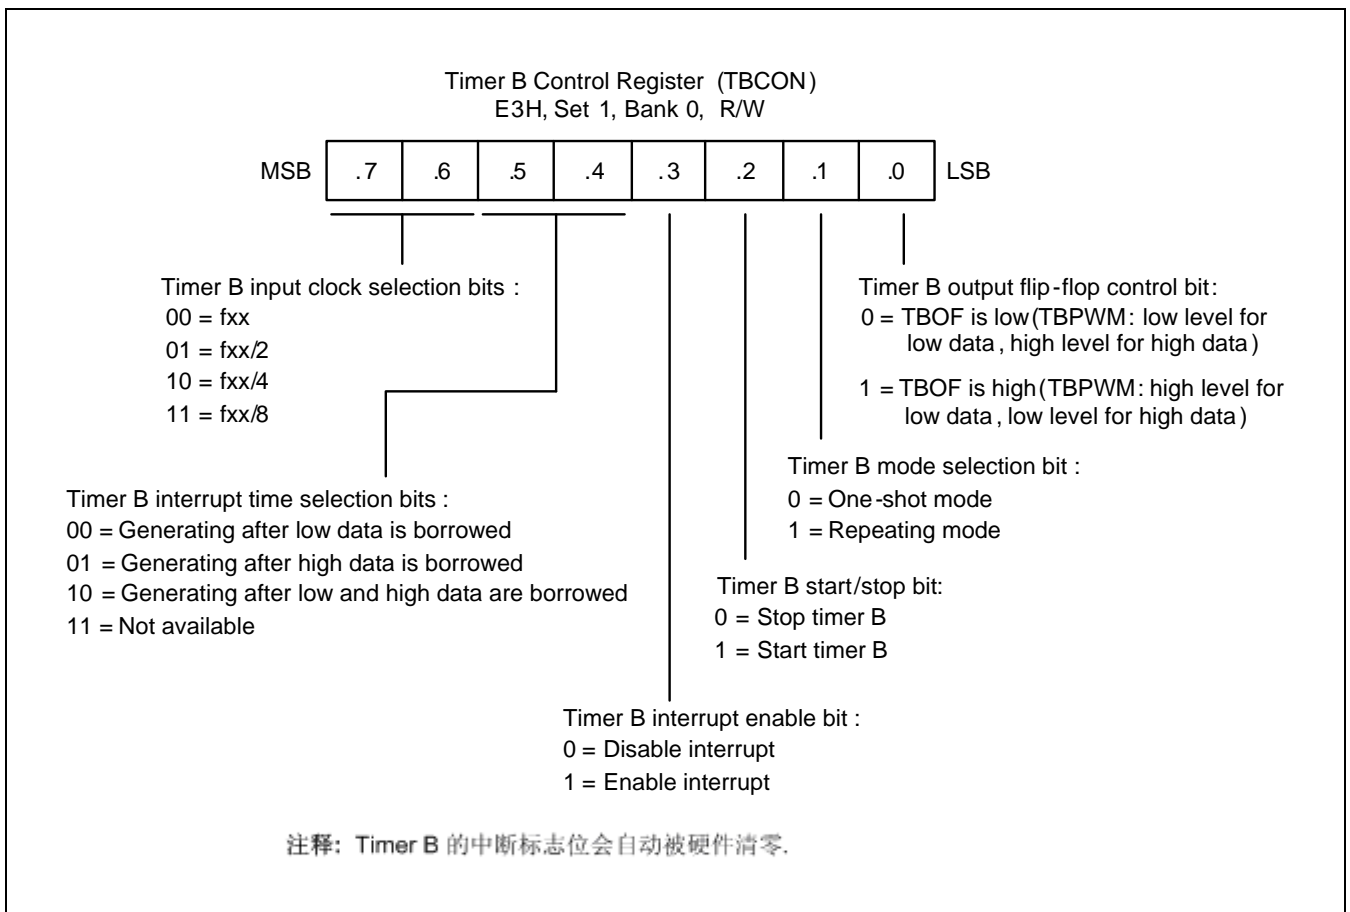 Timer B Control Register (TBCON)
E3H, Set 1, Bank 0, R/W
MSB .7 .6 .5 .4 .3 .2 .1 .0 LSB
Timer B input clock selection bits :
00 = fxx
01 = fxx/2
10 = fxx/4
11 = fxx/8
Timer B output flip-flop control bit:
0 = TBOF is low(TBPWM: low level for
low data, high level for high data)
1 = TBOF is high(TBPWM: high level for
low data, low level for high data)
Timer B mode selection bit :
0 = One-shot mode
1 = Repeating mode
Timer B interrupt time selection bits :
00 = Generating after low data is borrowed
01 = Generating after high data is borrowed
10 = Generating after low and high data are borrowed
11 = Not available
Timer B start/stop bit:
0 = Stop timer B
1 = Start timer B
Timer B interrupt enable bit :
0 = Disable interrupt
1 = Enable interrupt
注释: Timer B 的中断标志位会自动被硬件清零.